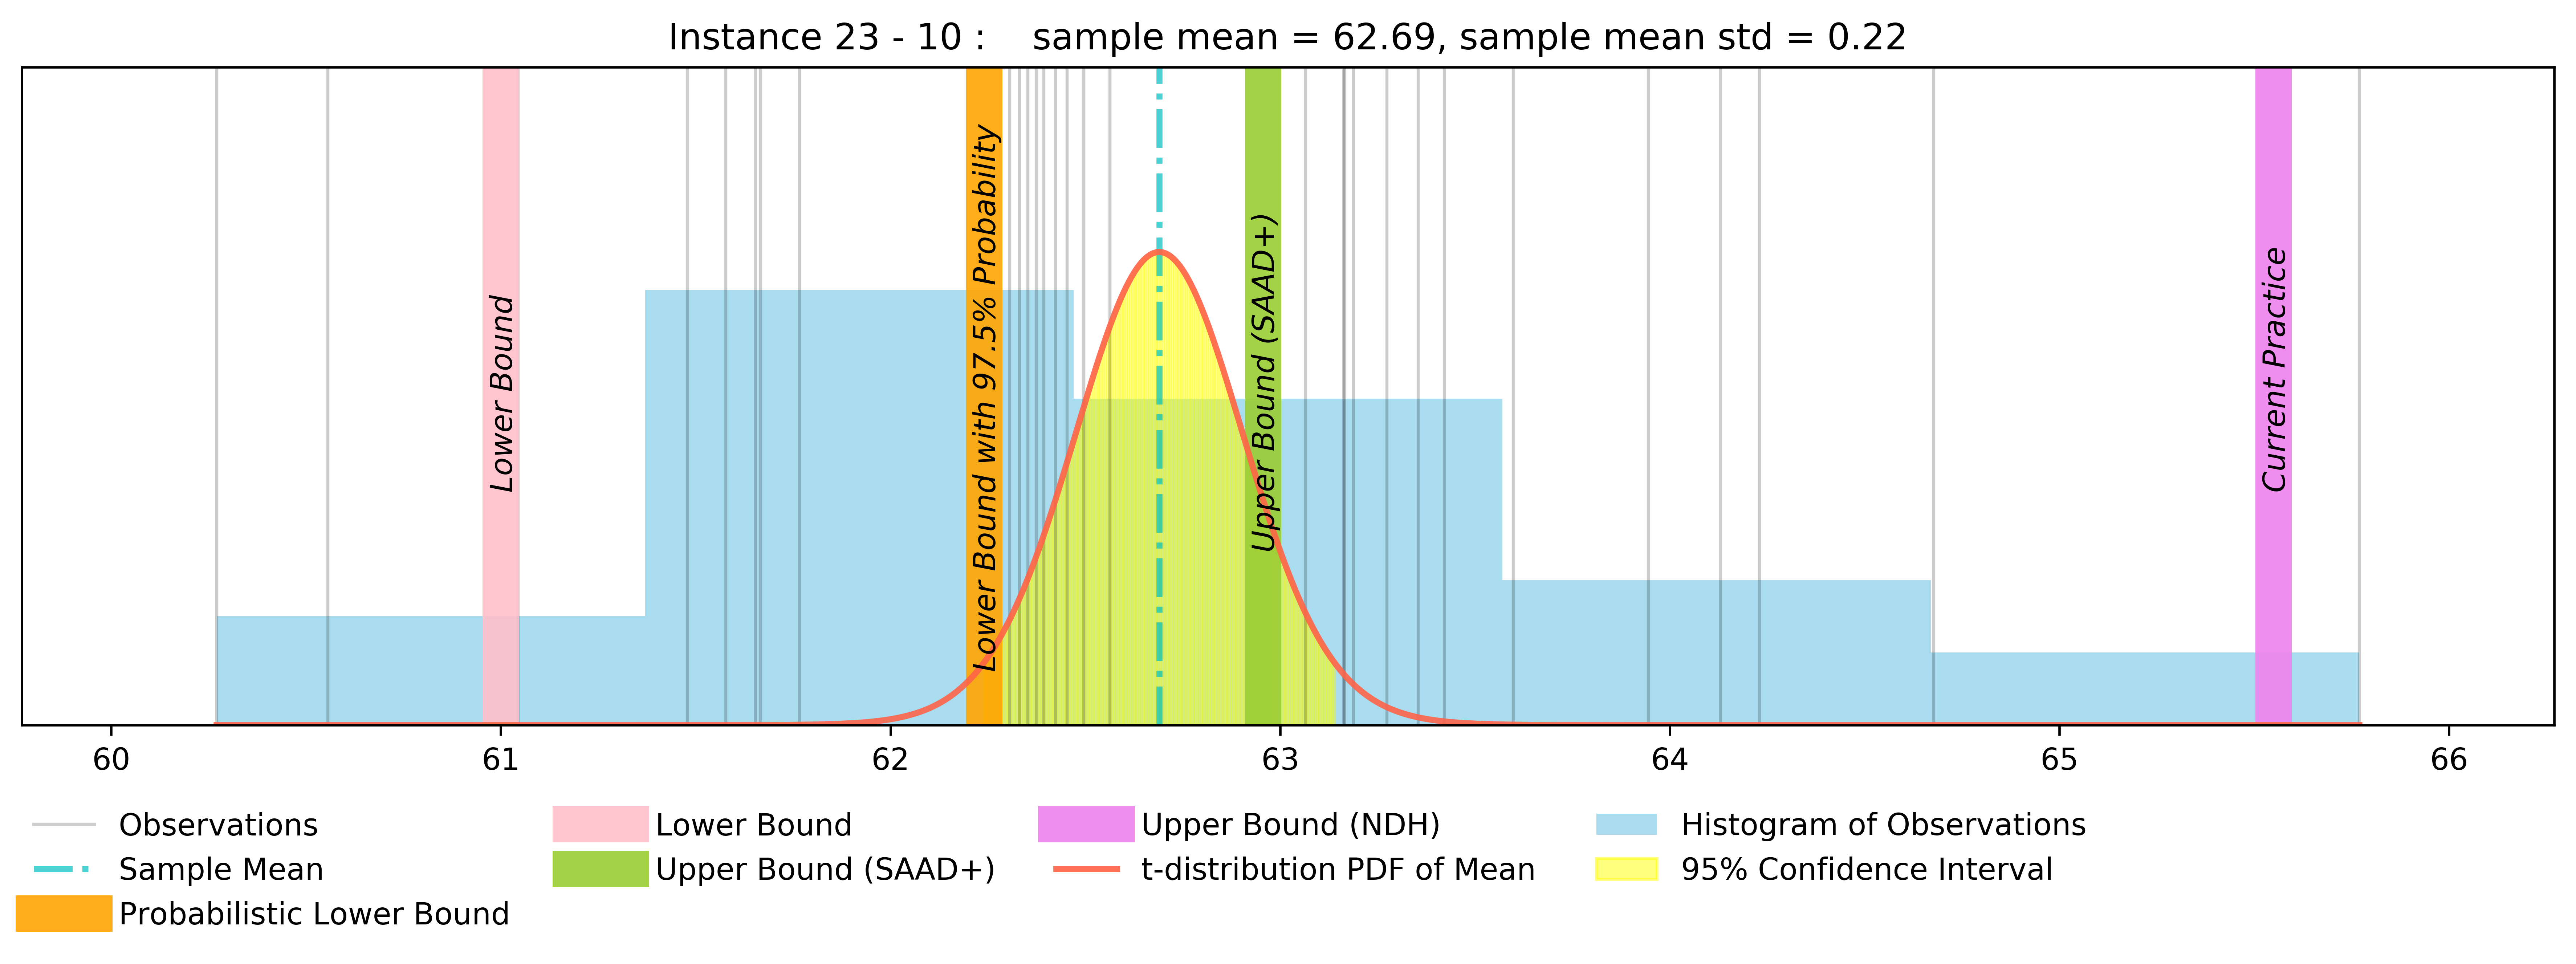 Instance 23 - 10 :    sample mean = 62.69, sample mean std = 0.22
Lower Bound
Lower Bound with 97.5% Probability
Upper Bound (SAAD+)
Current Practice
60 61 62 63 64 65 66
Observations
Sample Mean
Probabilistic Lower Bound
Lower Bound
Upper Bound (SAAD+)
Upper Bound (NDH)
t-distribution PDF of Mean
Histogram of Observations
95% Confidence Interval